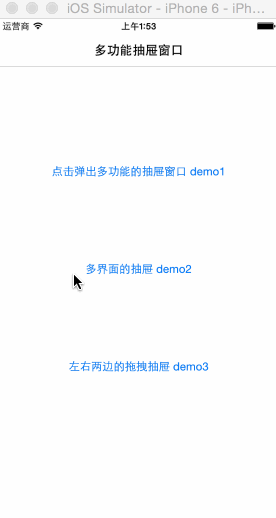 iOS Simulator - iPhone 6 - iPh...
运营商 上午1:53
多功能抽屉窗口
点击弹出多功能的抽屉窗口 demo1
多界面的抽屉 demo2
左右两边的拖拽抽屉 demo3